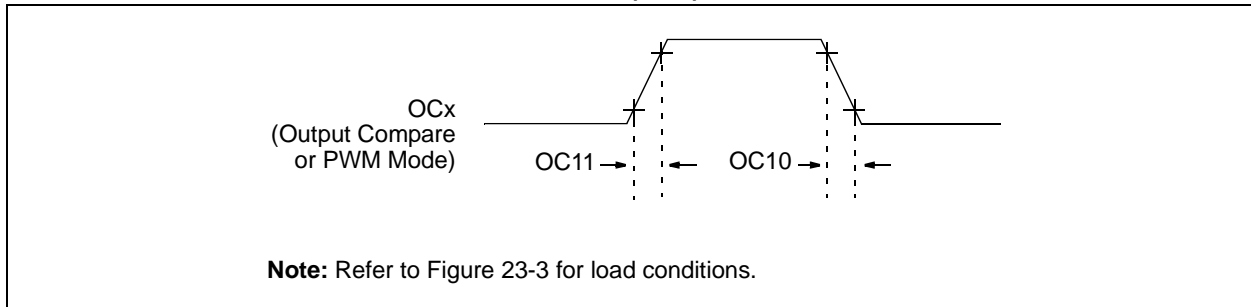 OCx
(Output Compare
or PWM Mode)
OC11
OC10
Note: Refer to Figure 23-3 for load conditions.